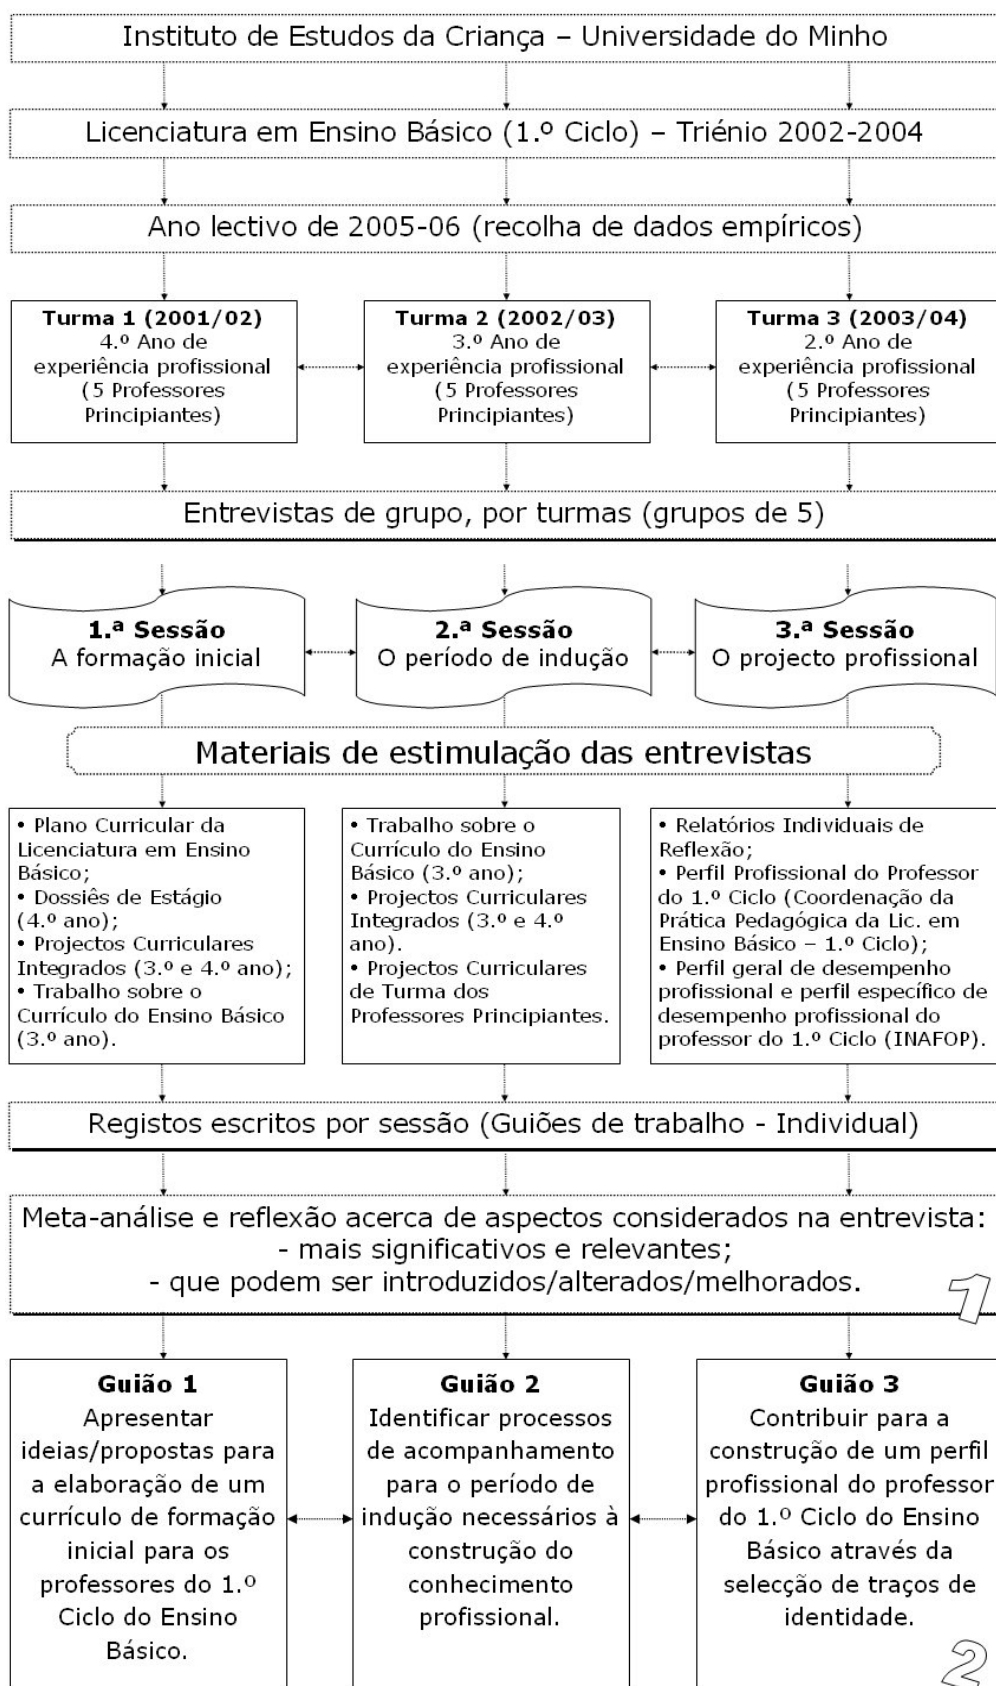 Instituto de Estudos da Criança – Universidade do Minho
Licenciatura em Ensino Básico (1.º Ciclo) – Triénio 2002-2004
Ano lectivo de 2005-06 (recolha de dados empíricos)
Turma 1 (2001/02)
4.º Ano de
experiência profissional
(5 Professores
Principiantes)
Turma 2 (2002/03)
3.º Ano de
experiência profissional
(5 Professores
Principiantes)
Turma 3 (2003/04)
2.º Ano de
experiência profissional
(5 Professores
Principiantes)
Entrevistas de grupo, por turmas (grupos de 5)
1.ª Sessão
A formação inicial
2.ª Sessão
O período de indução
3.ª Sessão
O projecto profissional
Materiais de estimulação das entrevistas
• Plano Curricular da
Licenciatura em Ensino
Básico;
• Dossiês de Estágio
(4.º ano);
• Projectos Curriculares
Integrados (3.º e 4.º ano);
• Trabalho sobre o
Currículo do Ensino Básico
(3.º ano).
• Trabalho sobre o
Currículo do Ensino
Básico (3.º ano);
• Projectos Curriculares
Integrados (3.º e 4.º
ano).
• Projectos Curriculares
de Turma dos
Professores Principiantes.
• Relatórios Individuais de
Reflexão;
• Perfil Profissional do Professor
do 1.º Ciclo (Coordenação da
Prática Pedagógica da Lic. em
Ensino Básico – 1.º Ciclo);
• Perfil geral de desempenho
profissional e perfil específico de
desempenho profissional do
professor do 1.º Ciclo (INAFOP).
Registos escritos por sessão (Guiões de trabalho - Individual)
Meta-análise e reflexão acerca de aspectos considerados na entrevista:
- mais significativos e relevantes;
- que podem ser introduzidos/alterados/melhorados.
1
Guião 1
Apresentar
ideias/propostas para
a elaboração de um
currículo de formação
inicial para os
professores do 1.º
Ciclo do Ensino
Básico.
Guião 2
Identificar processos
de acompanhamento
para o período de
indução necessários à
construção do
conhecimento
profissional.
Guião 3
Contribuir para a
construção de um perfil
profissional do professor
do 1.º Ciclo do Ensino
Básico através da
selecção de traços de
identidade.
2